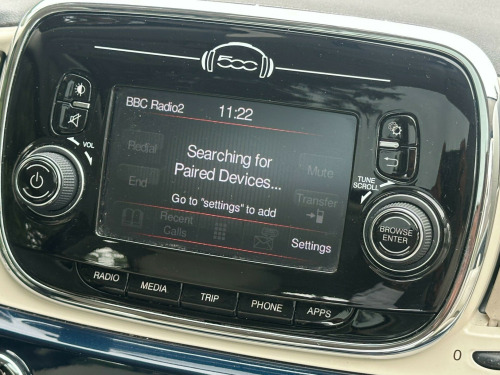 500
BBC Radio2 11:22
Redial
Searching for
Paired Devices...
Mute
End
Go to "settings" to add
Transfer
Recent
Calls
Settings
VOL
TUNE
SCROLL
BROWSE
ENTER
RADIO
MEDIA
TRIP
PHONE
APPS
0